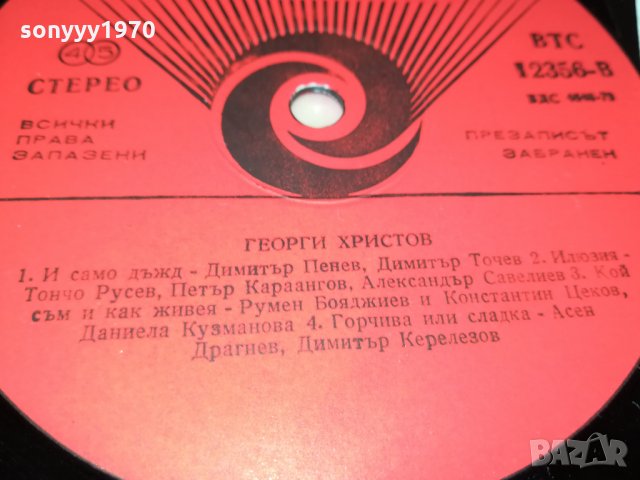 sonyyy1970
45
СТЕРЕО
ВСИЧКИ
ПРАВА
ЗАПАЗЕНИ
ВТС
12356-В
ПРЕЗАПИСЪТ
ЗАБРАНЕН
ГЕОРГИ ХРИСТОВ
1. И само дъжд - Димитър Пенев, Димитър Точев 2. Илюзия -
Тончо Русев, Петър Караангов, Александър Савелиев 3. Кой
съм и как живея - Румен Бояджиев и Константин Цеков,
Даниела Кузманова 4. Горчива или сладка - Асен
Драгнев, Димитър Керелезов
BAZAR